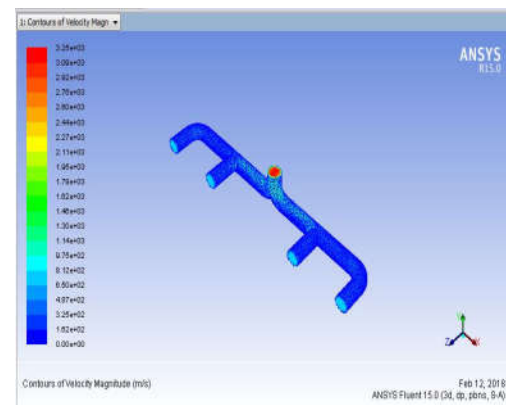 1: Contours of Velocity Magn
ANSYS
R15.0
3.25e+03
3.09e+03
2.92e+03
2.76e+03
2.60e+03
2.44e+03
2.27e+03
2.11e+03
1.95e+03
1.79e+03
1.62e+03
1.46e+03
1.30e+03
1.14e+03
9.75e+02
8.12e+02
6.50e+02
4.87e+02
3.25e+02
1.62e+02
0.00e+00
Y
Z X
Contours of Velocity Magnitude (m/s)
Feb 12, 2018
ANSYS Fluent 15.0 (3d, dp, pbns, S-A)